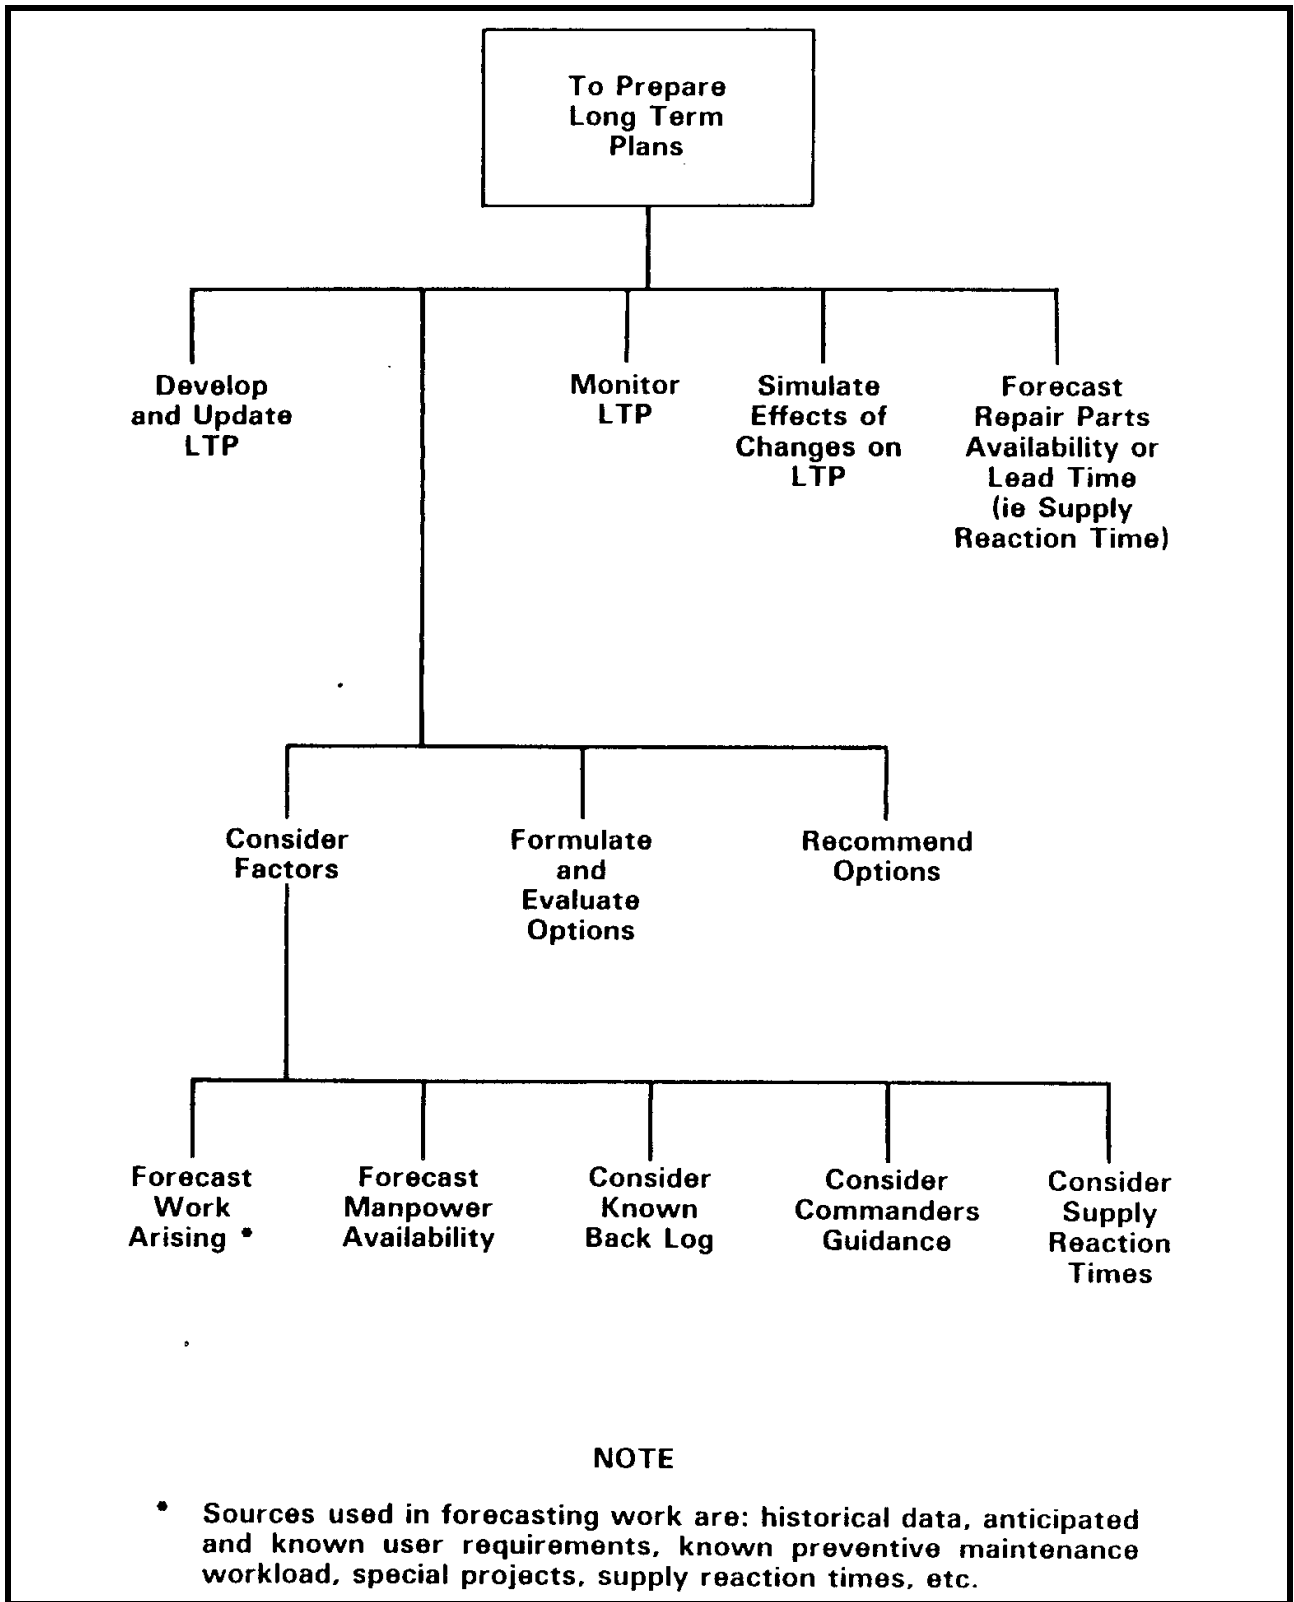 To Prepare
Long Term
Plans
Develop
and Update
LTP
Monitor
LTP
Simulate
Effects of
Changes on
LTP
Forecast
Repair Parts
Availability or
Lead Time
(ie Supply
Reaction Time)
Consider
Factors
Formulate
and
Evaluate
Options
Recommend
Options
Forecast
Work
Arising *
Forecast
Manpower
Availability
Consider
Known
Back Log
Consider
Commanders
Guidance
Consider
Supply
Reaction
Times
NOTE
* Sources used in forecasting work are: historical data, anticipated
and known user requirements, known preventive maintenance
workload, special projects, supply reaction times, etc.